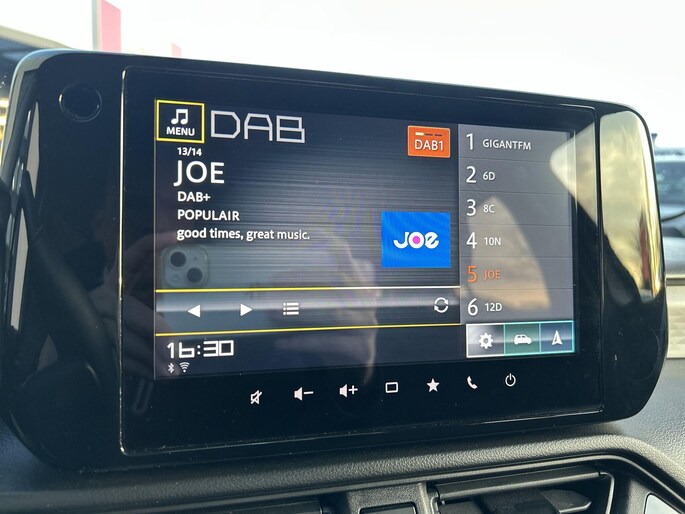 MENU
DAB
13/14
DAB1
JOE
DAB+
POPULAIR
good times, great music.
JOe
1 GIGANTFM
2 6D
3 8C
4 10N
5 JOE
6 12D
16:30